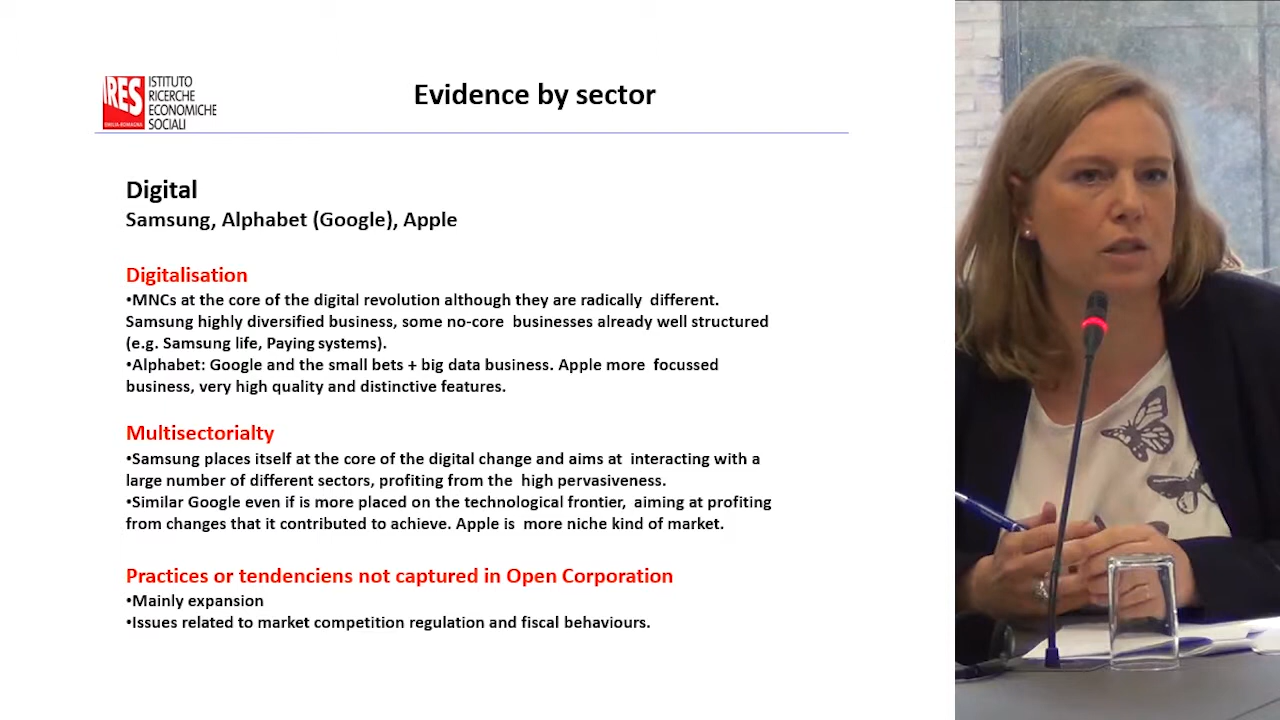 IRES
EMILIA-ROMAGNA
ISTITUTO
RICERCHE
ECONOMICHE
SOCIALI
Evidence by sector
Digital
Samsung, Alphabet (Google), Apple
Digitalisation
•MNCs at the core of the digital revolution although they are radically different.
Samsung highly diversified business, some no-core businesses already well structured
(e.g. Samsung life, Paying systems).
•Alphabet: Google and the small bets + big data business. Apple more focussed
business, very high quality and distinctive features.
Multisectorialty
•Samsung places itself at the core of the digital change and aims at interacting with a
large number of different sectors, profiting from the high pervasiveness.
•Similar Google even if is more placed on the technological frontier, aiming at profiting
from changes that it contributed to achieve. Apple is more niche kind of market.
Practices or tendenciens not captured in Open Corporation
•Mainly expansion
•Issues related to market competition regulation and fiscal behaviours.